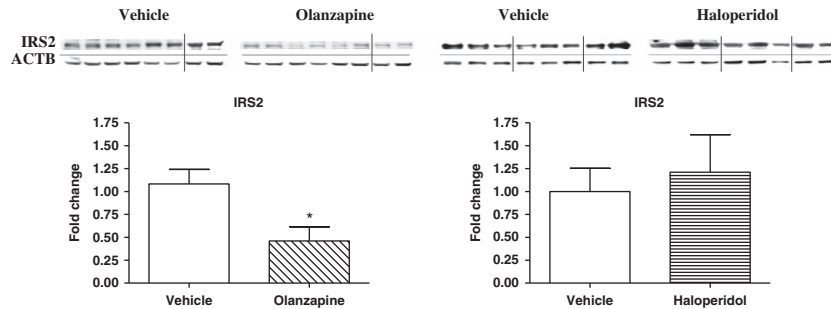 Vehicle Olanzapine Vehicle Haloperidol
IRS2
ACTB
IRS2
Fold change
1.75
1.50
1.25
1.00
0.75
0.50
0.25
0.00
*
Vehicle Olanzapine
IRS2
Fold change
1.75
1.50
1.25
1.00
0.75
0.50
0.25
0.00
Vehicle Haloperidol